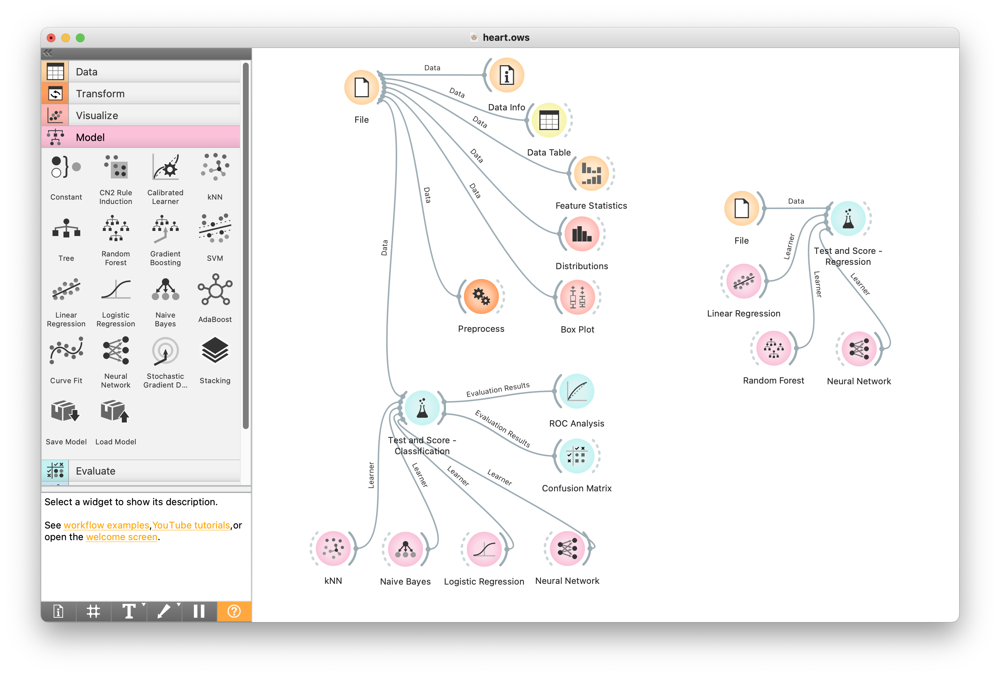 heart.ows
Data
Transform
Visualize
Model
Constant
CN2 Rule
Induction
Calibrated
Learner
kNN
Tree
Random
Forest
Gradient
Boosting
SVM
Linear
Regression
Logistic
Regression
Naive
Bayes
AdaBoost
Curve Fit
Neural
Network
Stochastic
Gradient D...
Stacking
Save Model
Load Model
Evaluate
Select a widget to show its description.
See workflow examples,YouTube tutorials,or
open the welcome screen.
File
Data
Data Info
Data
Data Table
Data
Feature Statistics
Data
Distributions
Data
Box Plot
Data
Preprocess
Data
Test and Score -
Classification
Evaluation Results
ROC Analysis
Evaluation Results
Confusion Matrix
Learner
Learner
Learner
Learner
kNN
Naive Bayes
Logistic Regression
Neural Network
File
Data
Test and Score -
Regression
Learner
Learner
Learner
Linear Regression
Random Forest
Neural Network